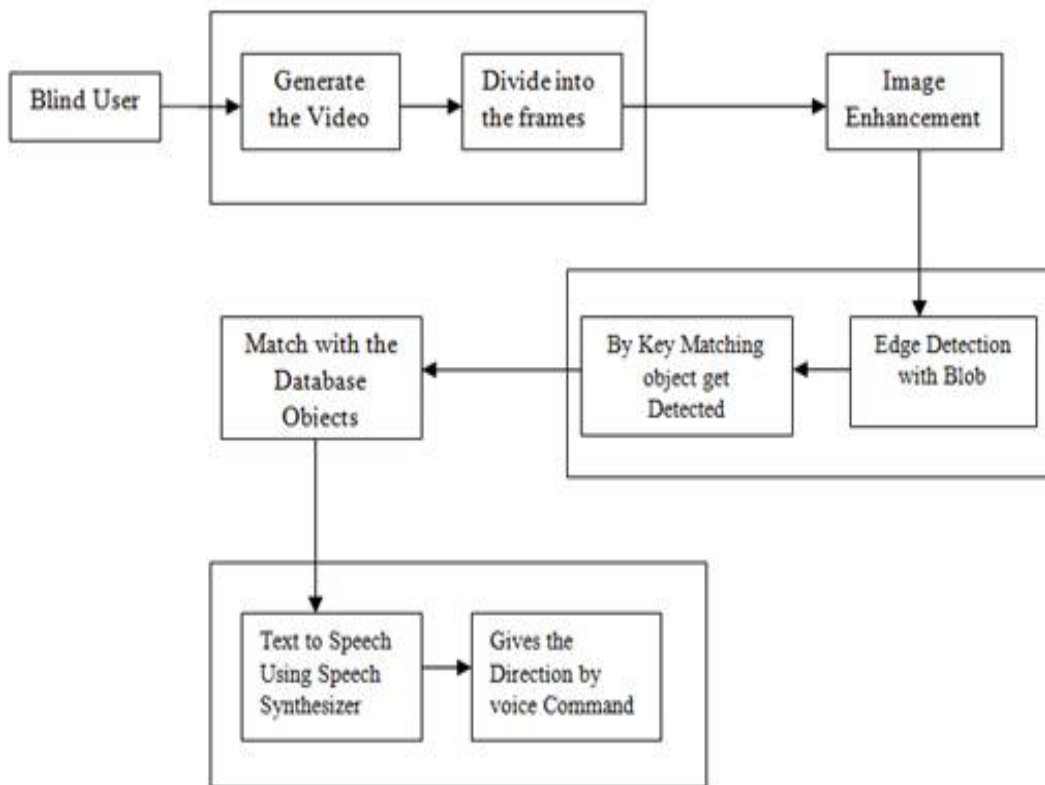 Blind User
Generate
the Video
Divide into
the frames
Image
Enhancement
Edge Detection
with Blob
By Key Matching
object get
Detected
Match with the
Database
Objects
Text to Speech
Using Speech
Synthesizer
Gives the
Direction by
voice Command